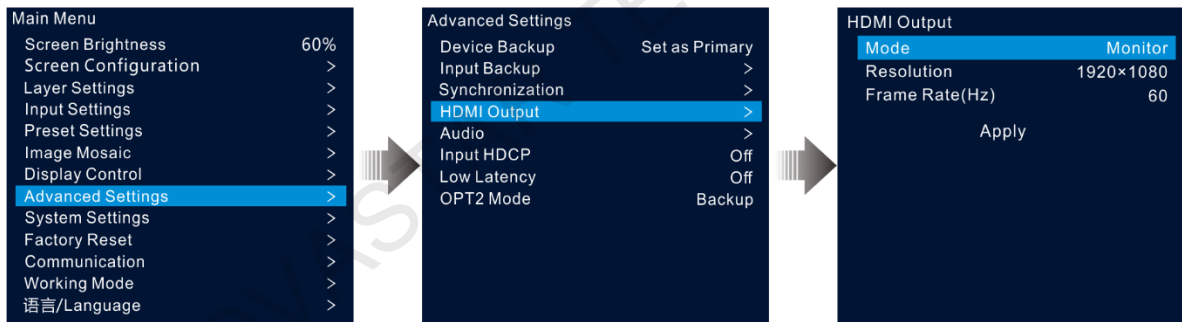 Main Menu
Screen Brightness 60%
Screen Configuration >
Layer Settings >
Input Settings >
Preset Settings >
Image Mosaic >
Display Control >
Advanced Settings >
System Settings >
Factory Reset >
Communication >
Working Mode >
语言/Language >
Advanced Settings
Device Backup Set as Primary
Input Backup >
Synchronization >
HDMI Output >
Audio >
Input HDCP Off
Low Latency Off
OPT2 Mode Backup
HDMI Output
Mode Monitor
Resolution 1920×1080
Frame Rate(Hz) 60
Apply